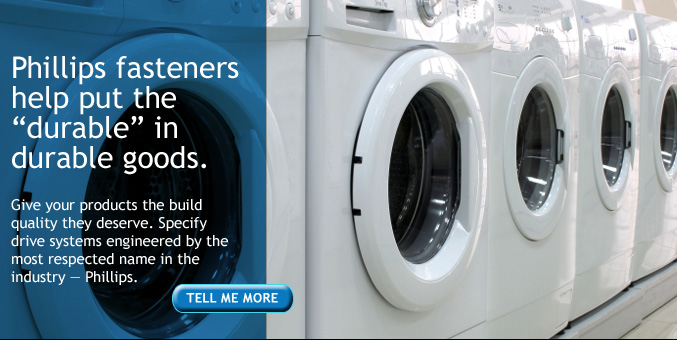 Phillips fasteners
help put the
“durable” in
durable goods.
Give your products the build
quality they deserve. Specify
drive systems engineered by the
most respected name in the
industry — Phillips.
TELL ME MORE